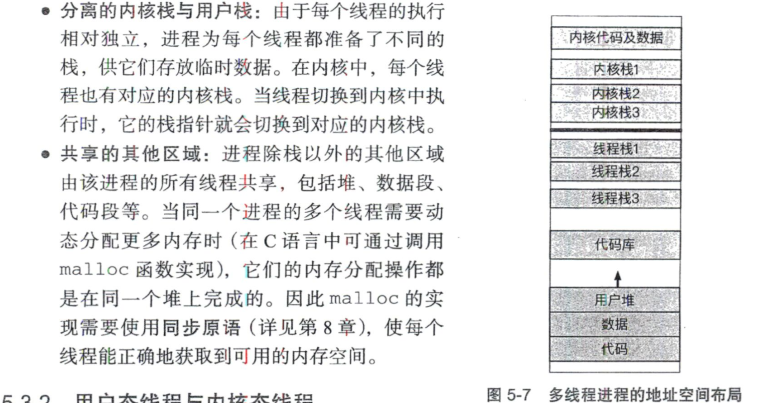 • 分离的内核栈与用户栈：由于每个线程的执行
相对独立，进程为每个线程都准备了不同的
栈，供它们存放临时数据。在内核中，每个线
程也有对应的内核栈。当线程切换到内核中执
行时，它的栈指针就会切换到对应的内核栈。
• 共享的其他区域：进程除栈以外的其他区域
由该进程的所有线程共享，包括堆、数据段、
代码段等。当同一个进程的多个线程需要动
态分配更多内存时（在 C 语言中可通过调用
malloc 函数实现），它们的内存分配操作都
是在同一个堆上完成的。因此 malloc 的实
现需要使用同步原语（详见第 8 章），使每个
线程能正确地获取到可用的内存空间。
5.3.2 用户态线程与内核态线程
内核代码及数据
内核栈1
内核栈2
内核栈3
线程栈1
线程栈2
线程栈3
代码库
用户堆
数据
代码
图 5-7 多线程进程的地址空间布局